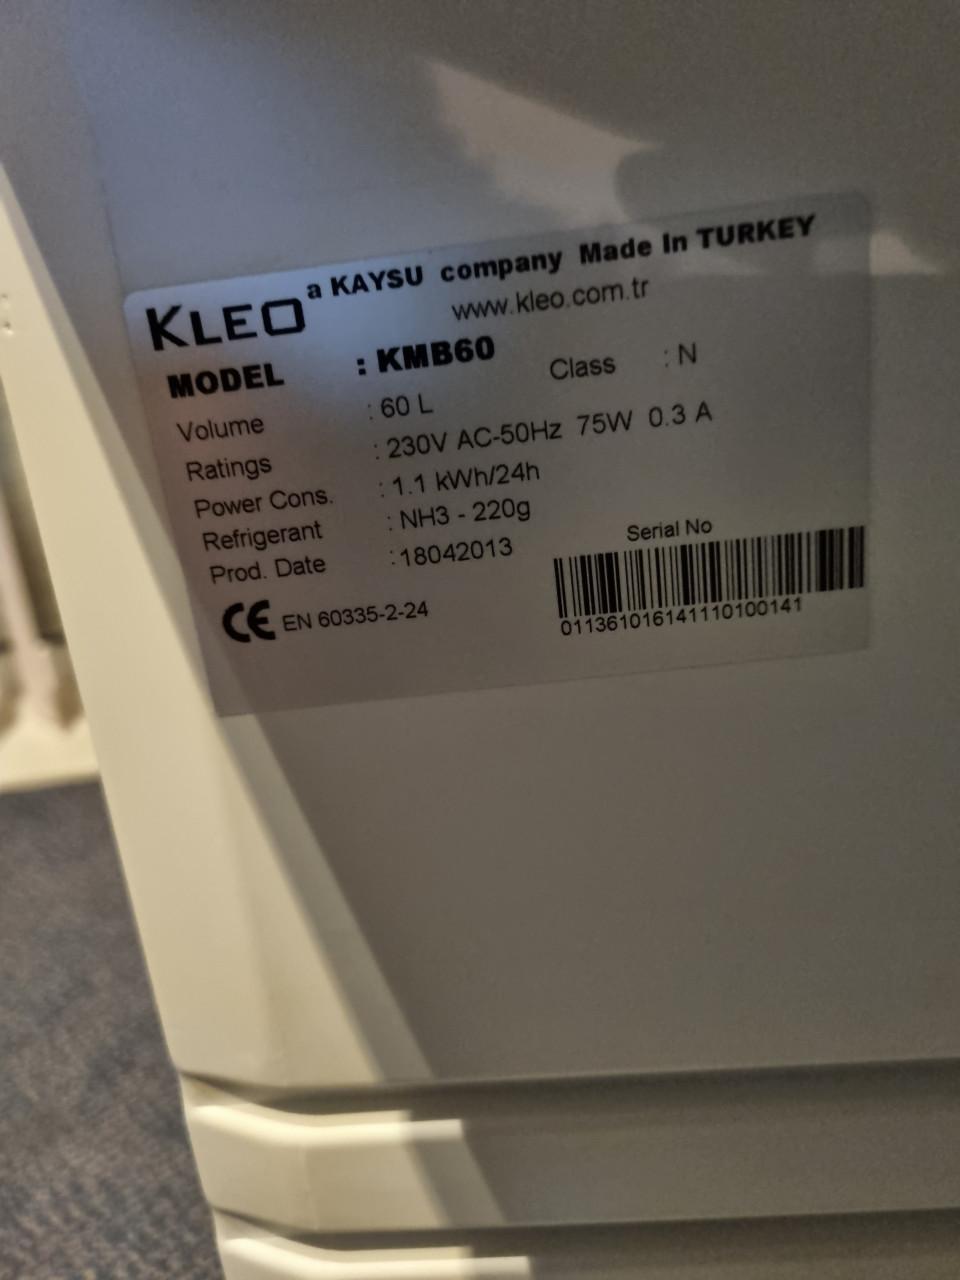 KLEO a KAYSU company Made In TURKEY
www.kleo.com.tr
MODEL : KMB60
Volume : 60 L Class : N
Ratings : 230V AC-50Hz 75W 0.3 A
Power Cons. : 1.1 kWh/24h
Refrigerant : NH3 - 220g
Prod. Date : 18042013
Serial No
CE EN 60335-2-24
011361016141110100141